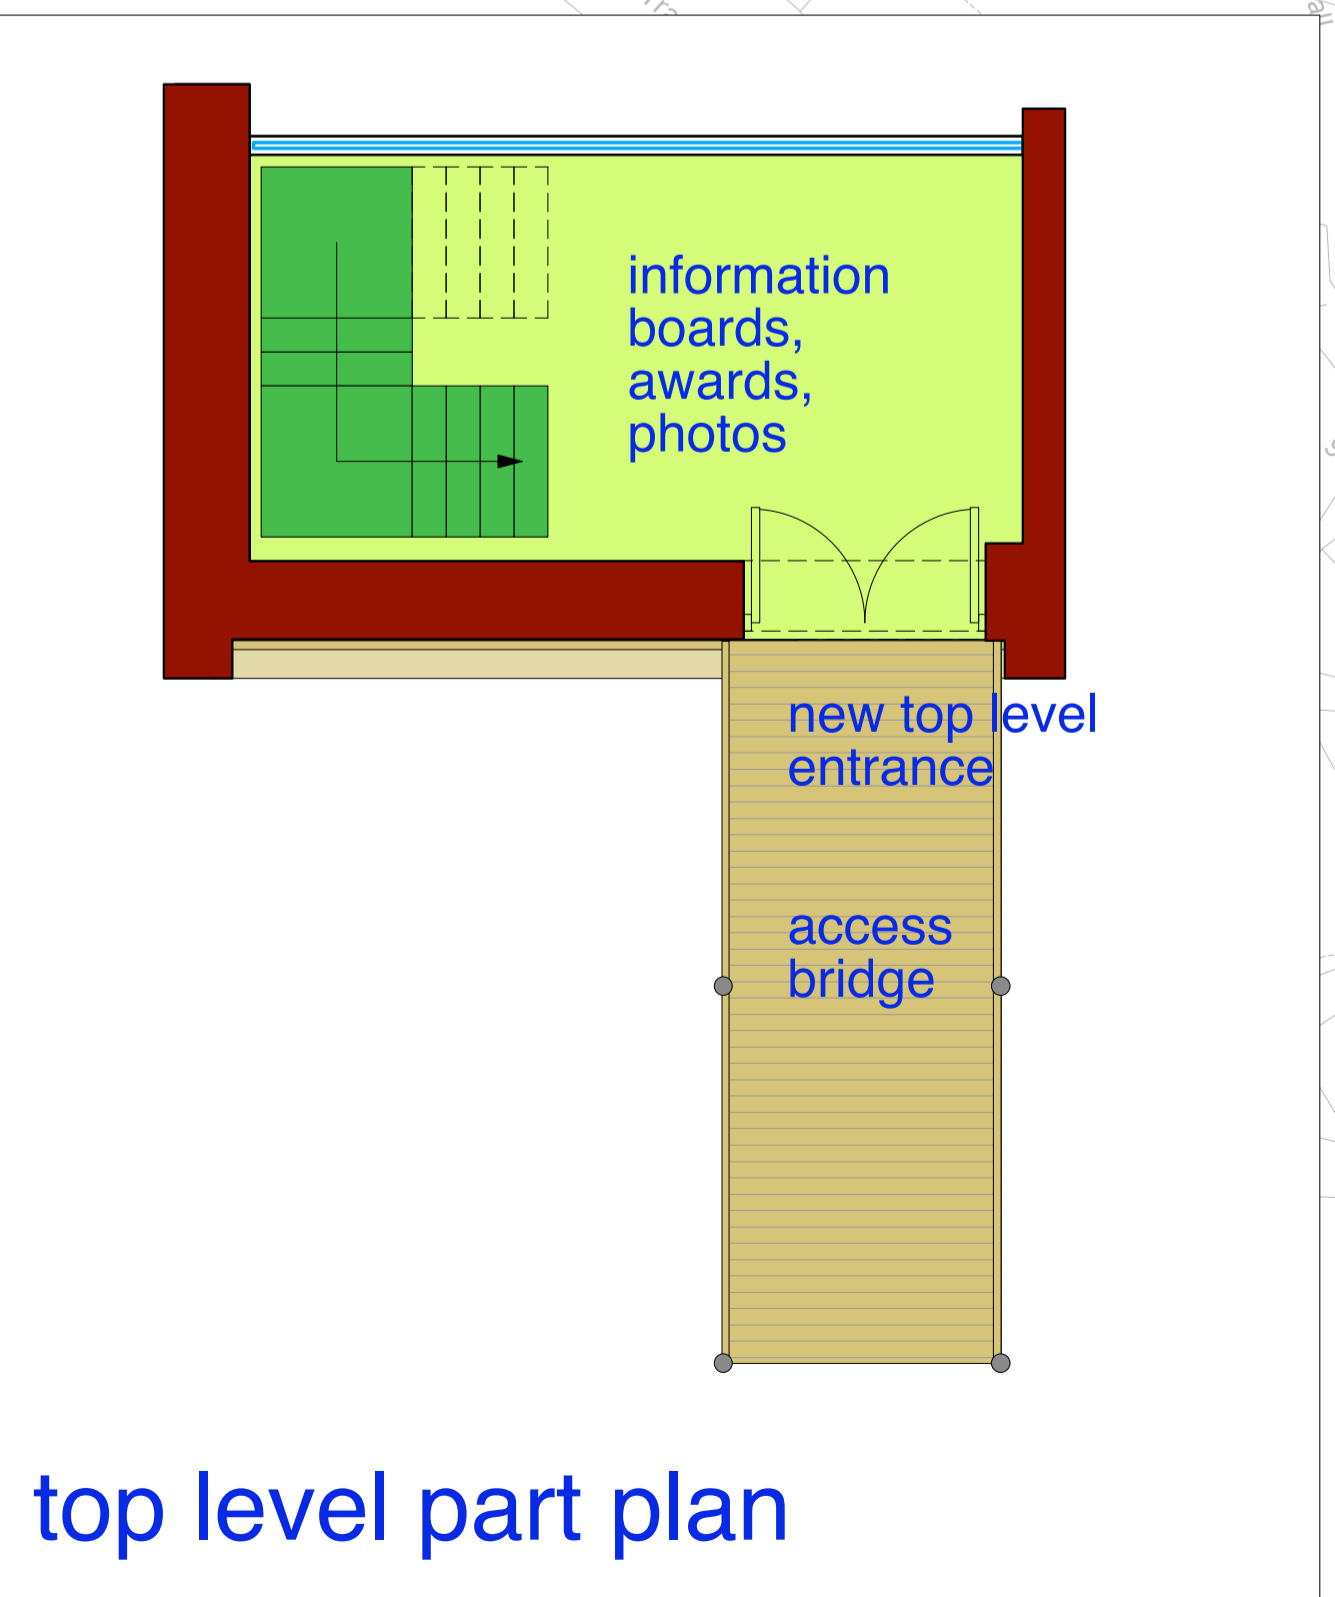 information
boards,
awards,
photos
new top level
entrance
access
bridge
top level part plan